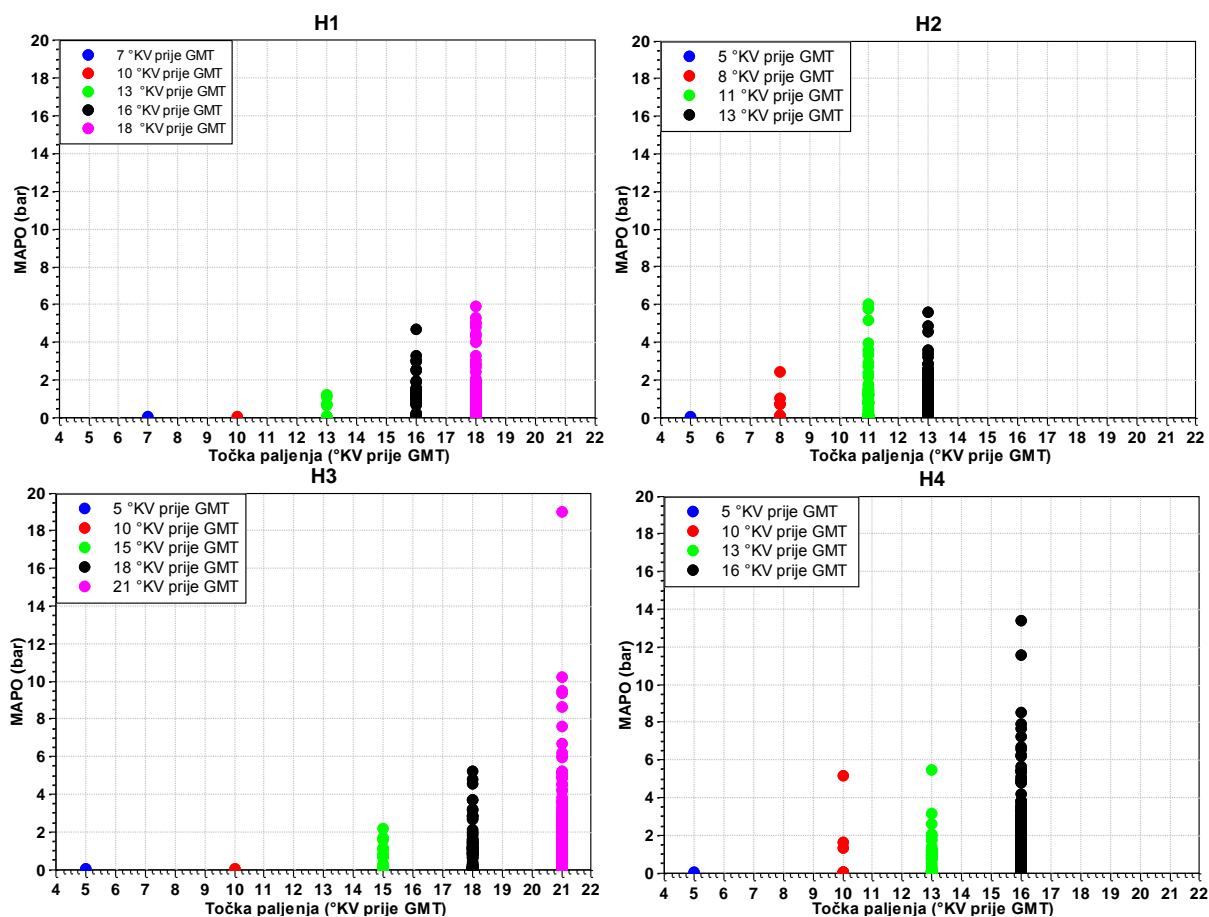 H1
20
18
16
14
12
10
8
6
4
2
0
MAPO (bar)
7 °KV prije GMT
10 °KV prije GMT
13 °KV prije GMT
16 °KV prije GMT
18 °KV prije GMT
4 5 6 7 8 9 10 11 12 13 14 15 16 17 18 19 20 21 22
Točka paljenja (°KV prije GMT)
H2
20
18
16
14
12
10
8
6
4
2
0
MAPO (bar)
5 °KV prije GMT
8 °KV prije GMT
11 °KV prije GMT
13 °KV prije GMT
4 5 6 7 8 9 10 11 12 13 14 15 16 17 18 19 20 21 22
Točka paljenja (°KV prije GMT)
H3
20
18
16
14
12
10
8
6
4
2
0
MAPO (bar)
5 °KV prije GMT
10 °KV prije GMT
15 °KV prije GMT
18 °KV prije GMT
21 °KV prije GMT
4 5 6 7 8 9 10 11 12 13 14 15 16 17 18 19 20 21 22
Točka paljenja (°KV prije GMT)
H4
20
18
16
14
12
10
8
6
4
2
0
MAPO (bar)
5 °KV prije GMT
10 °KV prije GMT
13 °KV prije GMT
16 °KV prije GMT
4 5 6 7 8 9 10 11 12 13 14 15 16 17 18 19 20 21 22
Točka paljenja (°KV prije GMT)